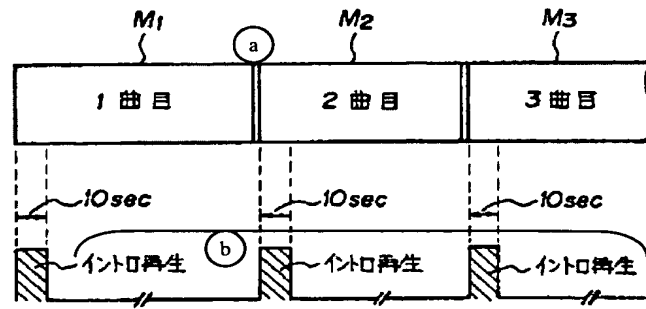 M1 a M2 M3
1曲目 2曲目 3曲目
10sec 10sec 10sec
b
イントロ再生 イントロ再生 イントロ再生